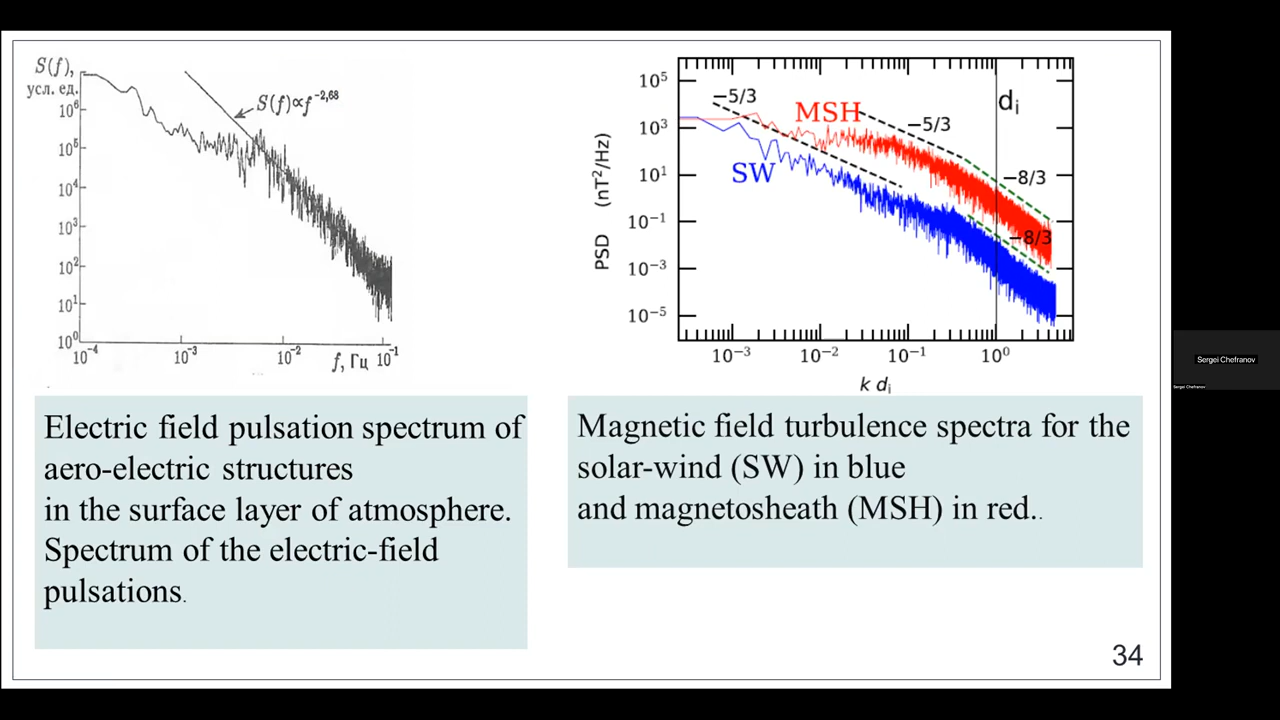 S(f),
усл. ед.
10⁶
10⁵
10⁴
10³
10²
10¹
10⁰
10⁻⁴
10⁻³
10⁻²
10⁻¹
f, Гц
S(f)∝f⁻²,⁶⁸
PSD (nT²/Hz)
10⁵
10³
10¹
10⁻¹
10⁻³
10⁻⁵
−5/3
MSH
−5/3
dᵢ
SW
−8/3
−8/3
10⁻³
10⁻²
10⁻¹
10⁰
k dᵢ
Electric field pulsation spectrum of
aero-electric structures
in the surface layer of atmosphere.
Spectrum of the electric-field
pulsations.
Magnetic field turbulence spectra for the
solar-wind (SW) in blue
and magnetosheath (MSH) in red..
34
Sergei Chefranov
Sergei Chefranov